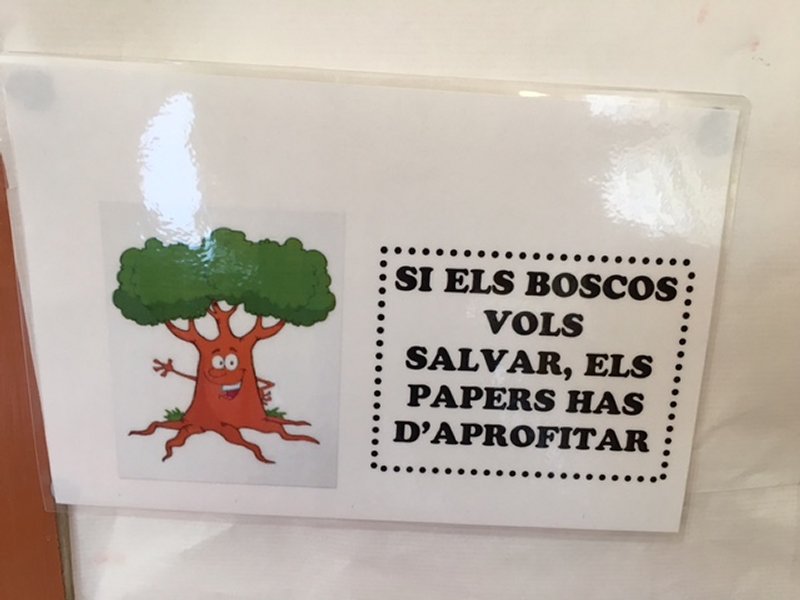 SI ELS BOSCOS
VOLS
SALVAR, ELS
PAPERS HAS
D'APROFITAR